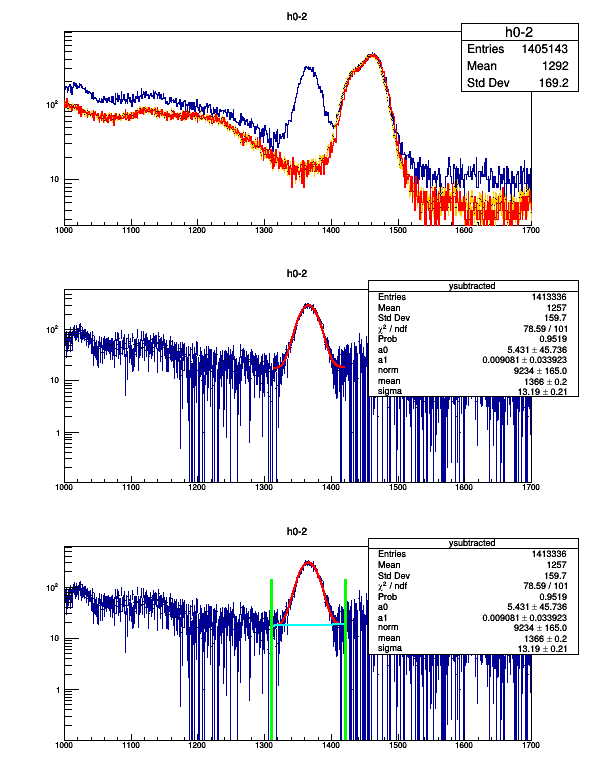 h0-2
h0-2
Entries 1405143
Mean 1292
Std Dev 169.2
10²
10
1000 1100 1200 1300 1400 1500 1600 1700
h0-2
ysubtracted
Entries 1413336
Mean 1257
Std Dev 159.7
χ² / ndf 78.59 / 101
Prob 0.9519
a0 5.431 ± 45.736
a1 0.009081 ± 0.033923
norm 9234 ± 165.0
mean 1366 ± 0.2
sigma 13.19 ± 0.21
10²
10
1
1000 1100 1200 1300 1400 1500 1600 1700
h0-2
ysubtracted
Entries 1413336
Mean 1257
Std Dev 159.7
χ² / ndf 78.59 / 101
Prob 0.9519
a0 5.431 ± 45.736
a1 0.009081 ± 0.033923
norm 9234 ± 165.0
mean 1366 ± 0.2
sigma 13.19 ± 0.21
10²
10
1
1000 1100 1200 1300 1400 1500 1600 1700